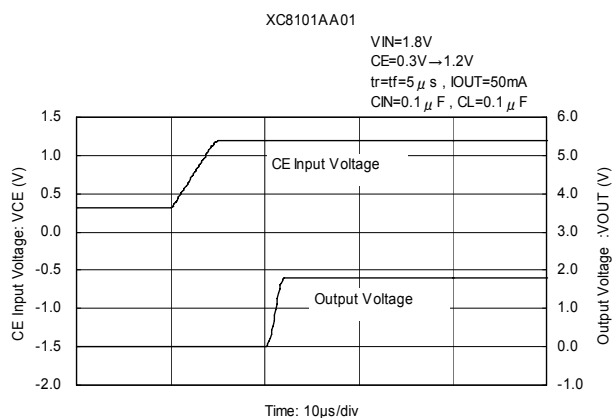 XC8101AA01
VIN=1.8V
CE=0.3V→1.2V
tr=tf=5μs , IOUT=50mA
CIN=0.1μF , CL=0.1μF
CE Input Voltage: VCE (V)
1.5
1.0
0.5
0.0
-0.5
-1.0
-1.5
-2.0
CE Input Voltage
Output Voltage
6.0
5.0
4.0
3.0
2.0
1.0
0.0
-1.0
Output Voltage :VOUT (V)
Time: 10μs/div